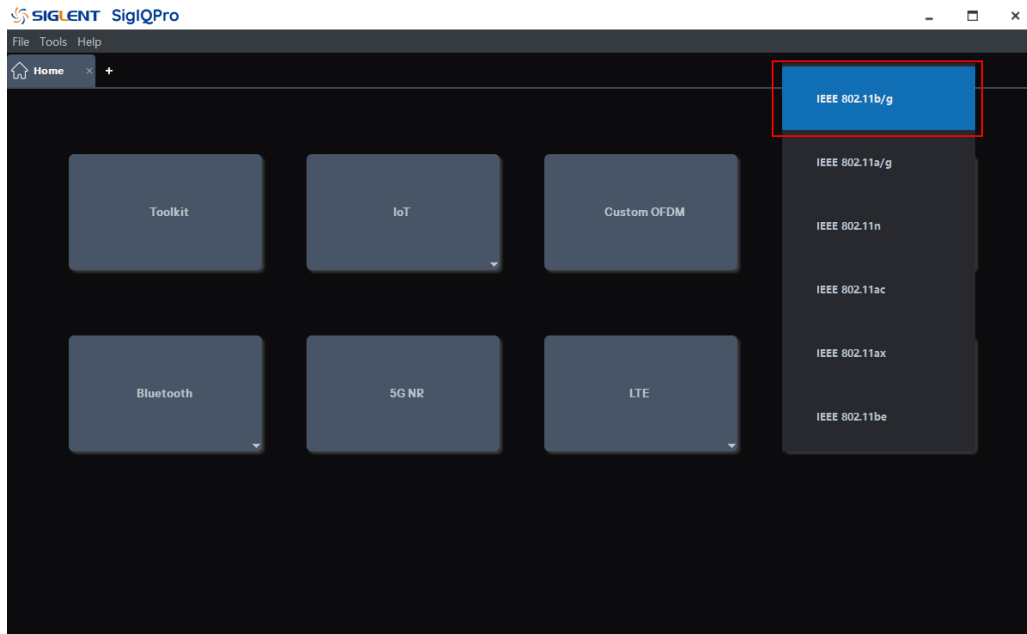 SIGLENT SigIQPro
File Tools Help
Home × +
IEEE 802.11b/g
IEEE 802.11a/g
IEEE 802.11n
IEEE 802.11ac
IEEE 802.11ax
IEEE 802.11be
Toolkit
IoT
Custom OFDM
Bluetooth
5G NR
LTE